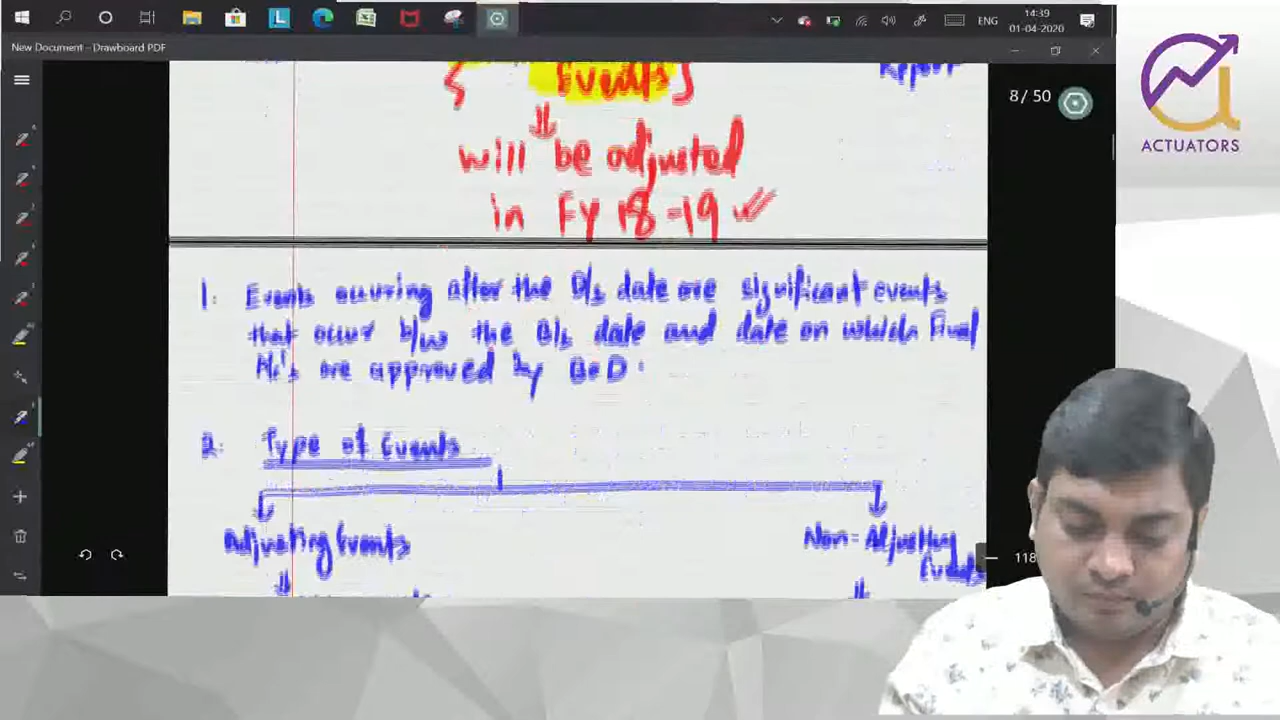 14:39
ENG
01-04-2020
New Document - Drawboard PDF
ACTUATORS
8 / 50
{ Events }
Report
will be adjusted
in FY 18-19
1. Events occuring after the B/s date are significant events
that occur b/w the B/s date and date on which Final
A/c's are approved by BOD.
2. Type of Events
Adjusting Events
Non-Adjusting
Events
118